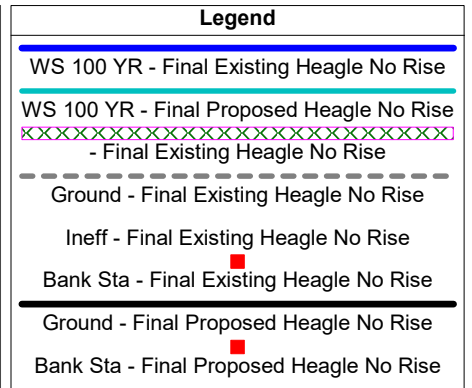 Legend
WS 100 YR - Final Existing Heagle No Rise
WS 100 YR - Final Proposed Heagle No Rise
- Final Existing Heagle No Rise
Ground - Final Existing Heagle No Rise
Ineff - Final Existing Heagle No Rise
Bank Sta - Final Existing Heagle No Rise
Ground - Final Proposed Heagle No Rise
Bank Sta - Final Proposed Heagle No Rise